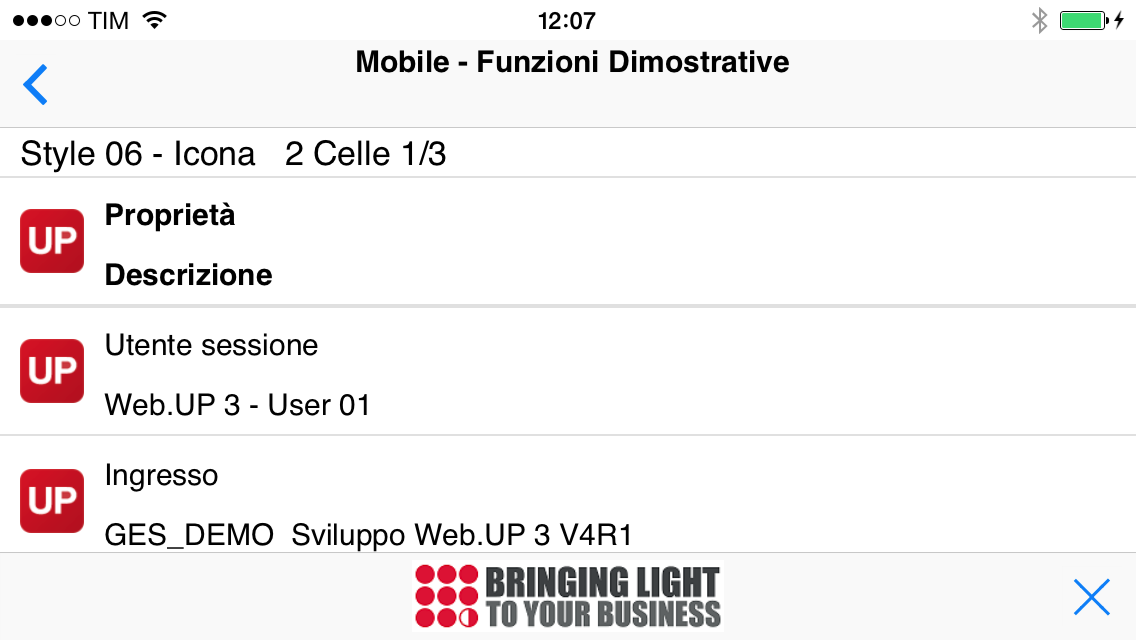 TIM 12:07
Mobile - Funzioni Dimostrative
Style 06 - Icona 2 Celle 1/3
UP Proprietà
Descrizione
UP Utente sessione
Web.UP 3 - User 01
UP Ingresso
GES_DEMO Sviluppo Web.UP 3 V4R1
BRINGING LIGHT
TO YOUR BUSINESS